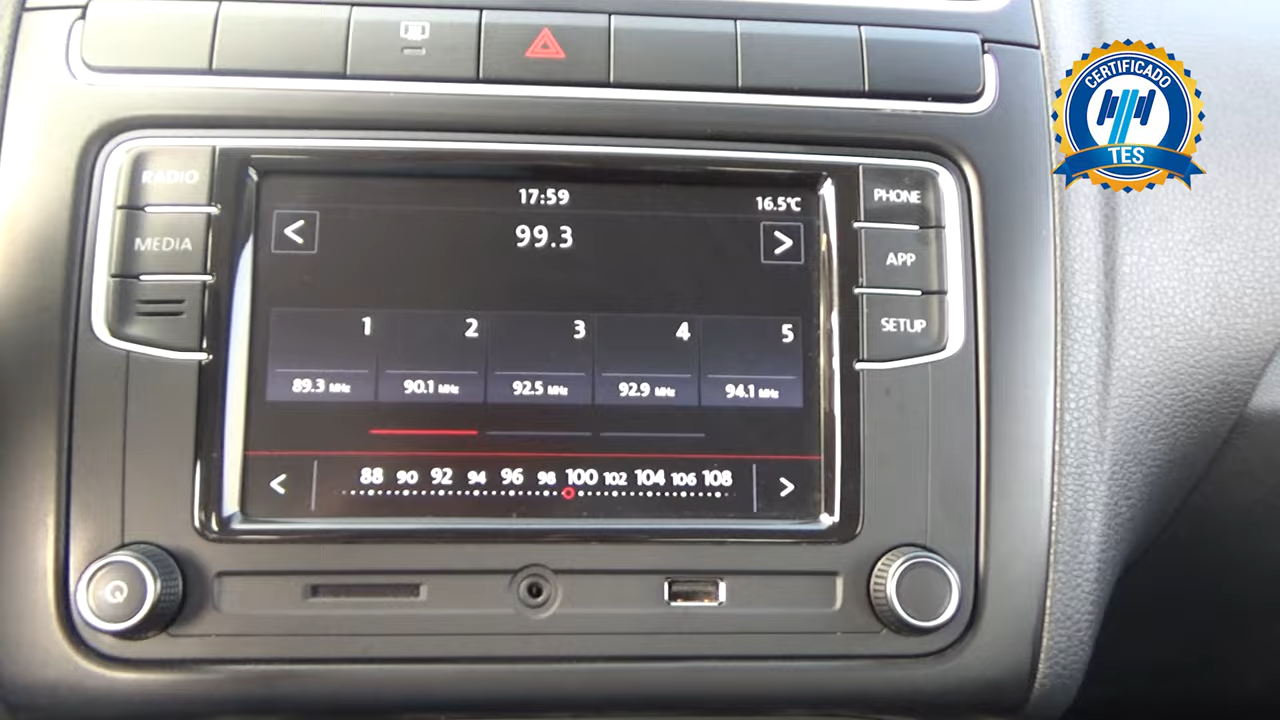 CERTIFICADO
TES
RADIO
MEDIA
PHONE
APP
SETUP
17:59
16.5°C
<
99.3
>
1 2 3 4 5
89.3 MHz 90.1 MHz 92.5 MHz 92.9 MHz 94.1 MHz
< 88 90 92 94 96 98 100 102 104 106 108 >